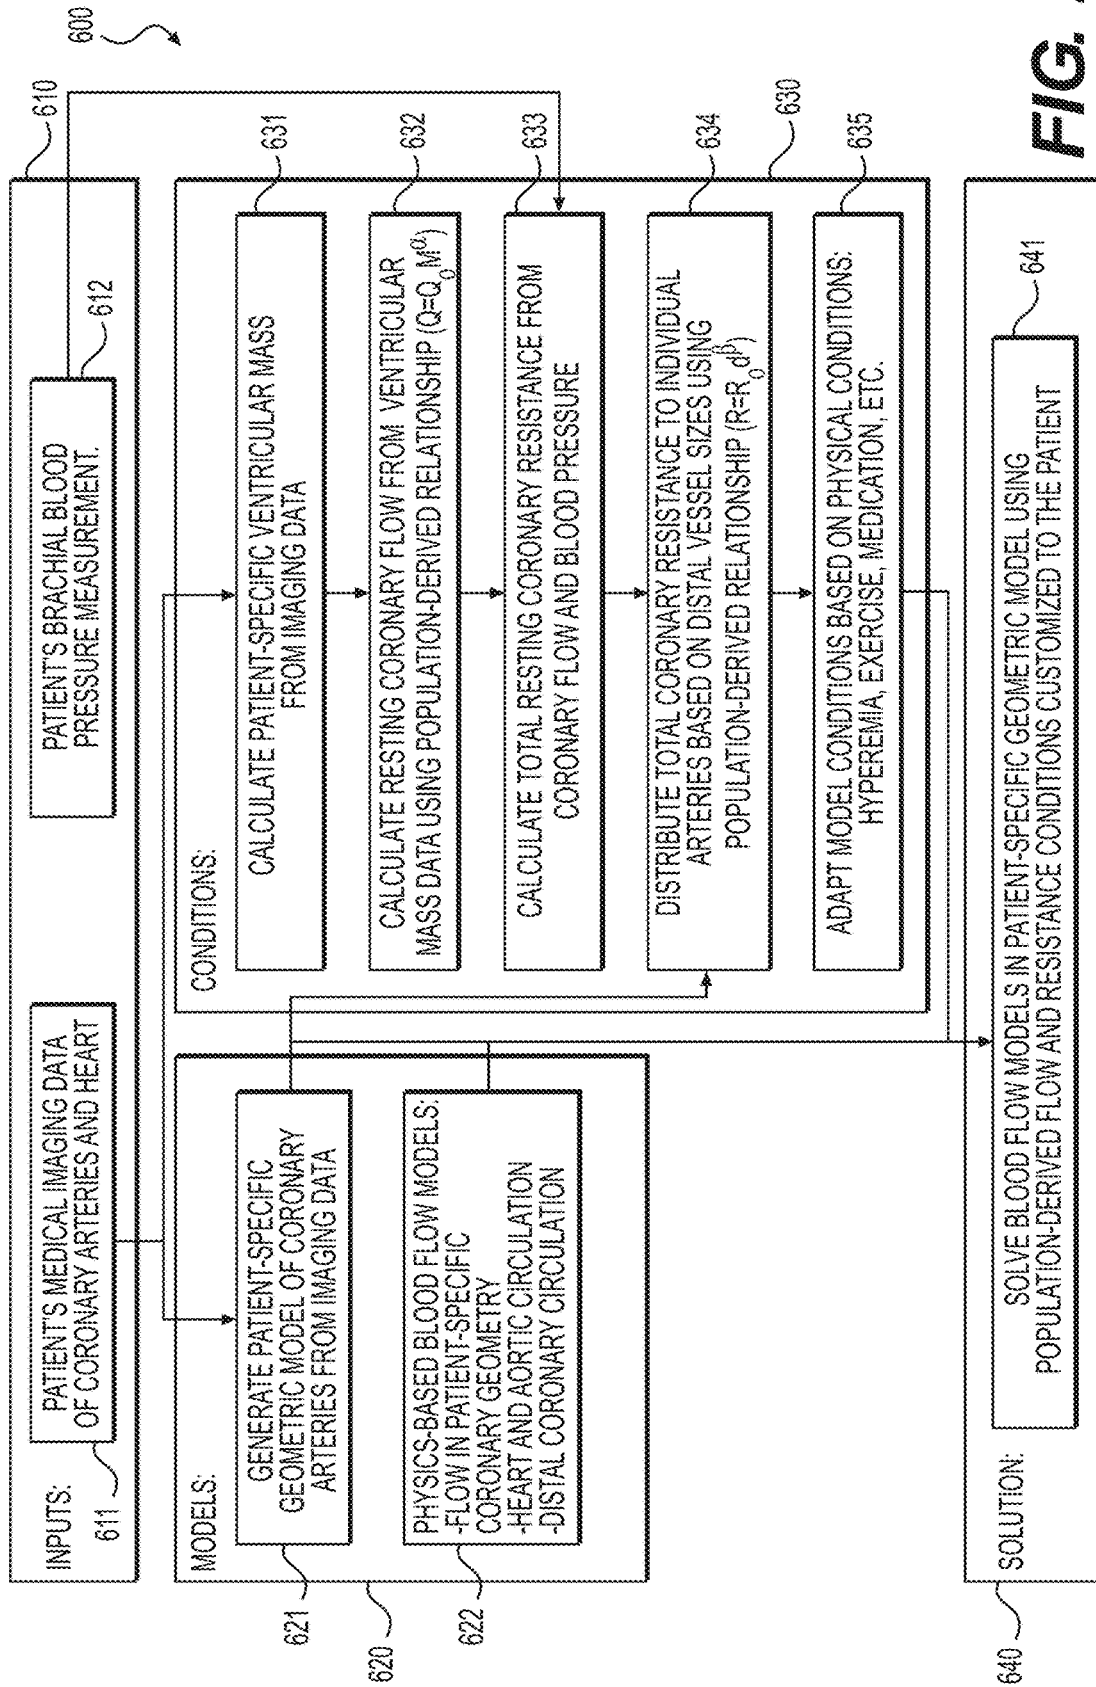 600
610
INPUTS:
PATIENT'S MEDICAL IMAGING DATA
OF CORONARY ARTERIES AND HEART
611
PATIENT'S BRACHIAL BLOOD
PRESSURE MEASUREMENT.
612
MODELS:
GENERATE PATIENT-SPECIFIC
GEOMETRIC MODEL OF CORONARY
ARTERIES FROM IMAGING DATA
621
PHYSICS-BASED BLOOD FLOW MODELS:
-FLOW IN PATIENT-SPECIFIC
CORONARY GEOMETRY
-HEART AND AORTIC CIRCULATION
-DISTAL CORONARY CIRCULATION
622
620
CONDITIONS:
CALCULATE PATIENT-SPECIFIC VENTRICULAR MASS
FROM IMAGING DATA
631
CALCULATE RESTING CORONARY FLOW FROM VENTRICULAR
MASS DATA USING POPULATION-DERIVED RELATIONSHIP (Q=Q₀Mᵅ)
632
CALCULATE TOTAL RESTING CORONARY RESISTANCE FROM
CORONARY FLOW AND BLOOD PRESSURE
633
DISTRIBUTE TOTAL CORONARY RESISTANCE TO INDIVIDUAL
ARTERIES BASED ON DISTAL VESSEL SIZES USING
POPULATION-DERIVED RELATIONSHIP (R=R₀dᵝ)
634
ADAPT MODEL CONDITIONS BASED ON PHYSICAL CONDITIONS:
HYPEREMIA, EXERCISE, MEDICATION, ETC.
635
630
SOLUTION:
SOLVE BLOOD FLOW MODELS IN PATIENT-SPECIFIC GEOMETRIC MODEL USING
POPULATION-DERIVED FLOW AND RESISTANCE CONDITIONS CUSTOMIZED TO THE PATIENT
641
640
FIG.